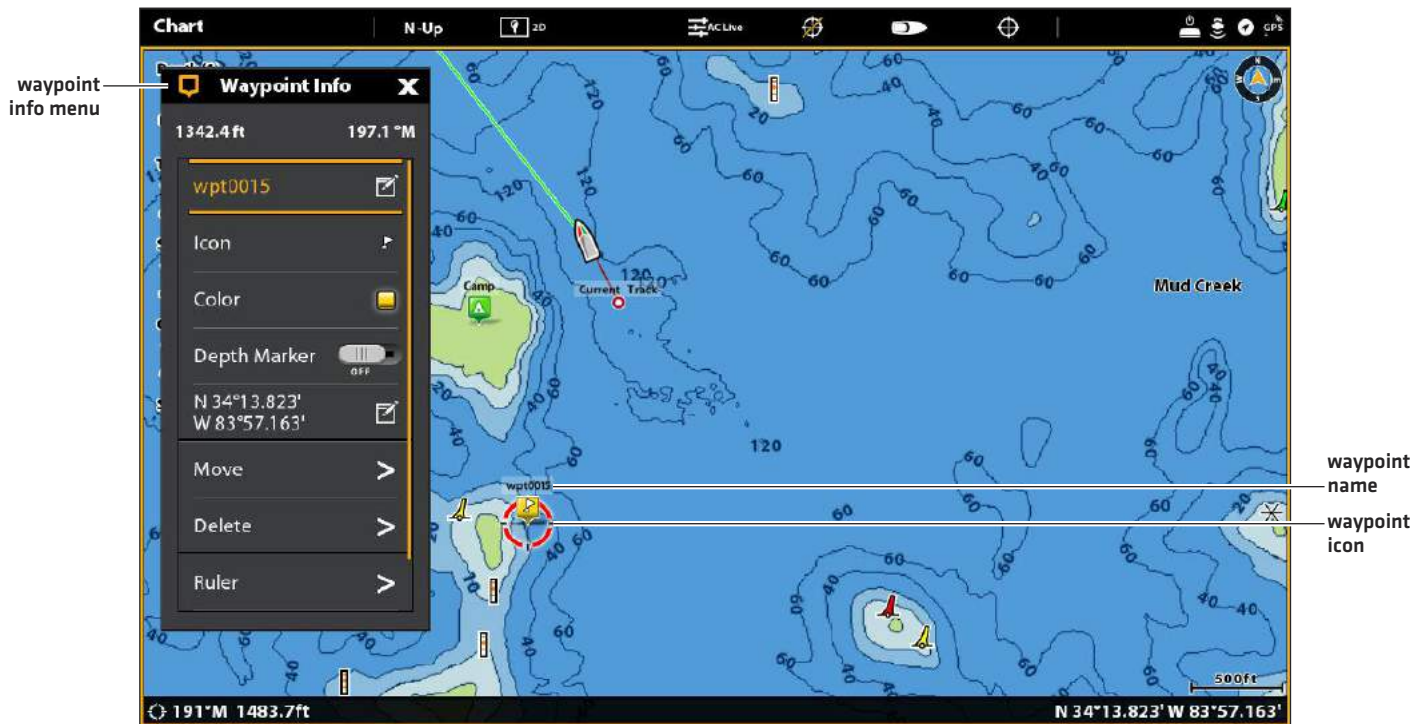 Chart
N-Up
2D
AC Live
GPS
waypoint
info menu
Waypoint Info
X
1342.4 ft
197.1 °M
wpt0015
Icon
Color
Depth Marker
OFF
N 34°13.823'
W 83°57.163'
Move
Delete
Ruler
Camp
Current Track
120
Mud Creek
120
wpt0015
waypoint
name
waypoint
icon
500ft
191°M 1483.7ft
N 34°13.823' W 83°57.163'